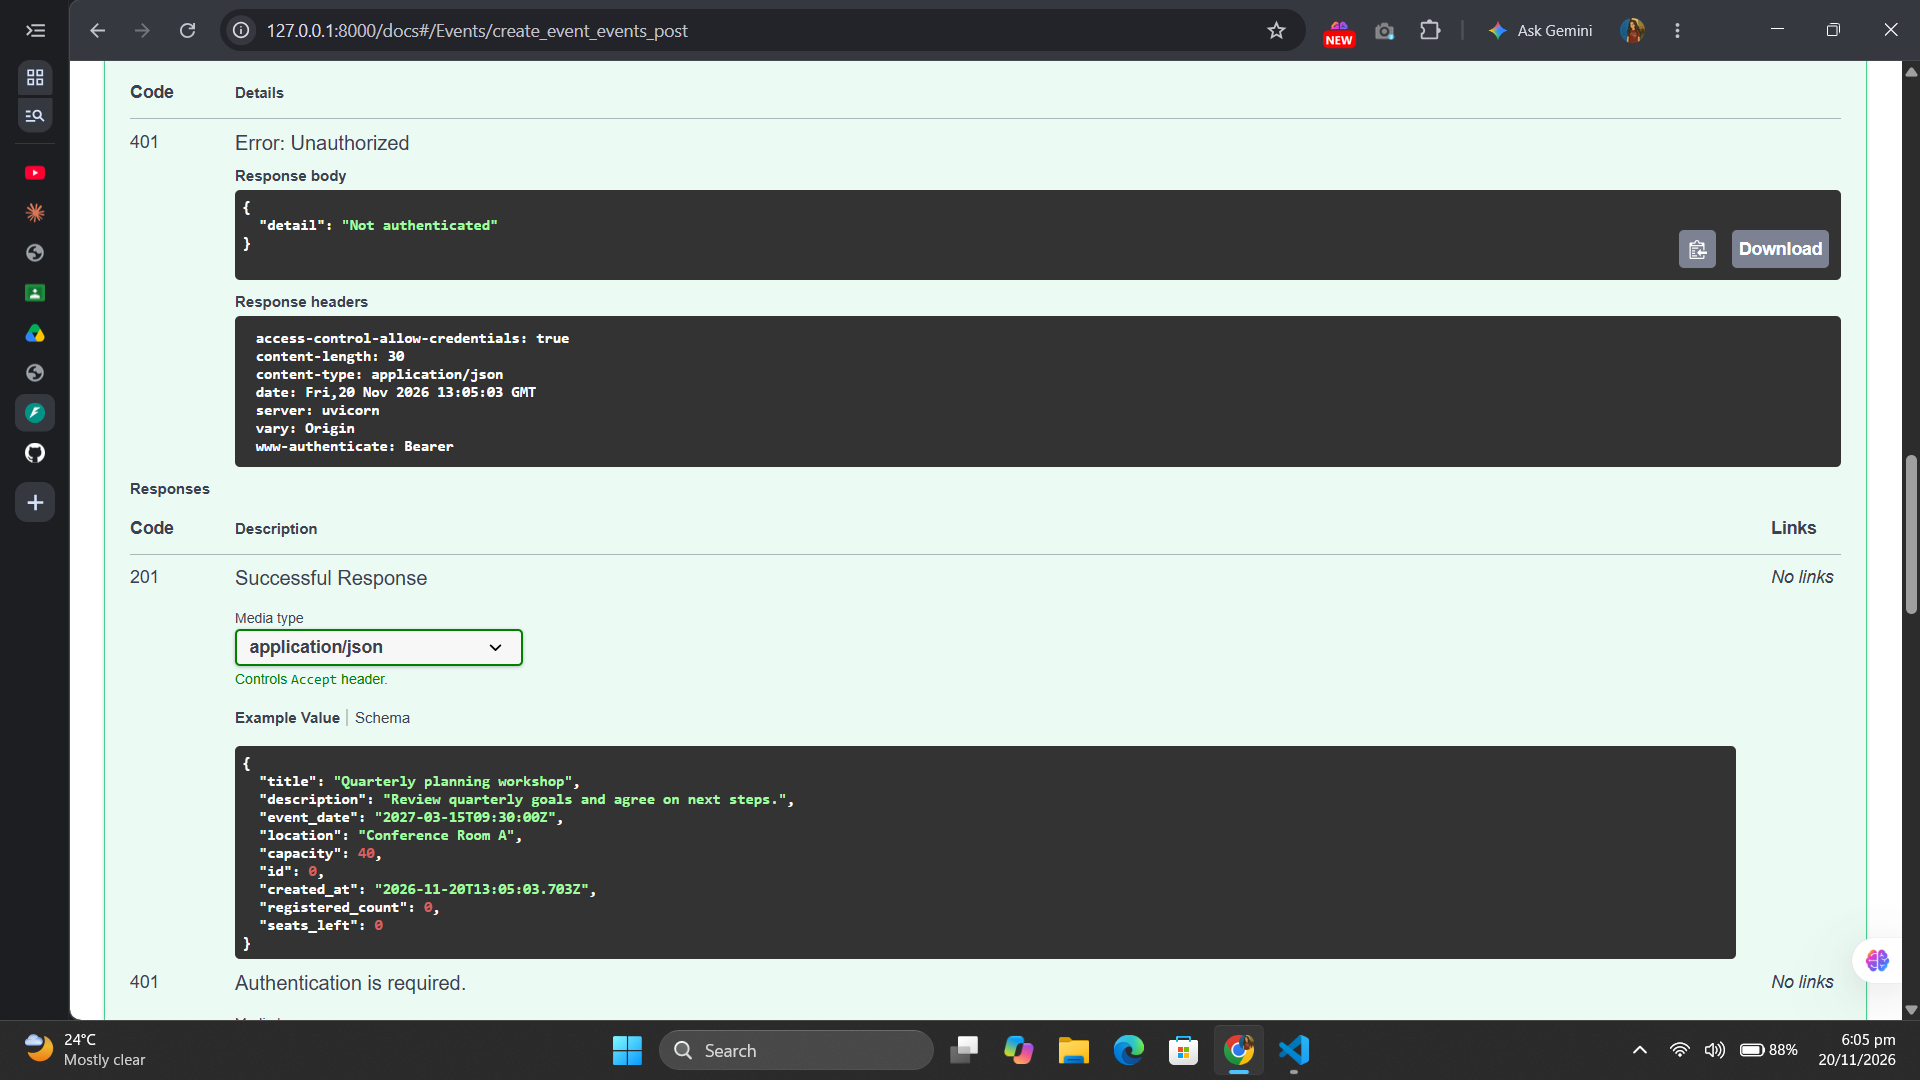 127.0.0.1:8000/docs#/Events/create_event_events_post
NEW
Ask Gemini
Code Details
401 Error: Unauthorized
Response body
{
"detail": "Not authenticated"
}
Download
Response headers
access-control-allow-credentials: true
content-length: 30
content-type: application/json
date: Fri,20 Nov 2026 13:05:03 GMT
server: uvicorn
vary: Origin
www-authenticate: Bearer
Responses
Code Description Links
201 Successful Response No links
Media type
application/json
Controls Accept header.
Example Value | Schema
{
"title": "Quarterly planning workshop",
"description": "Review quarterly goals and agree on next steps.",
"event_date": "2027-03-15T09:30:00Z",
"location": "Conference Room A",
"capacity": 40,
"id": 0,
"created_at": "2026-11-20T13:05:03.703Z",
"registered_count": 0,
"seats_left": 0
}
401 Authentication is required. No links
24°C
Mostly clear
Search
88%
6:05 pm
20/11/2026